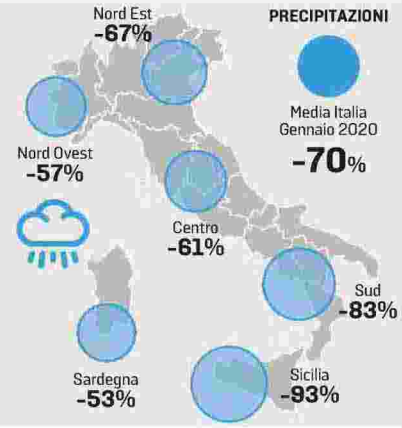 Nord Est
-67%
PRECIPITAZIONI
Media Italia
Gennaio 2020
-70%
Nord Ovest
-57%
Centro
-61%
Sud
-83%
Sardegna
-53%
Sicilia
-93%